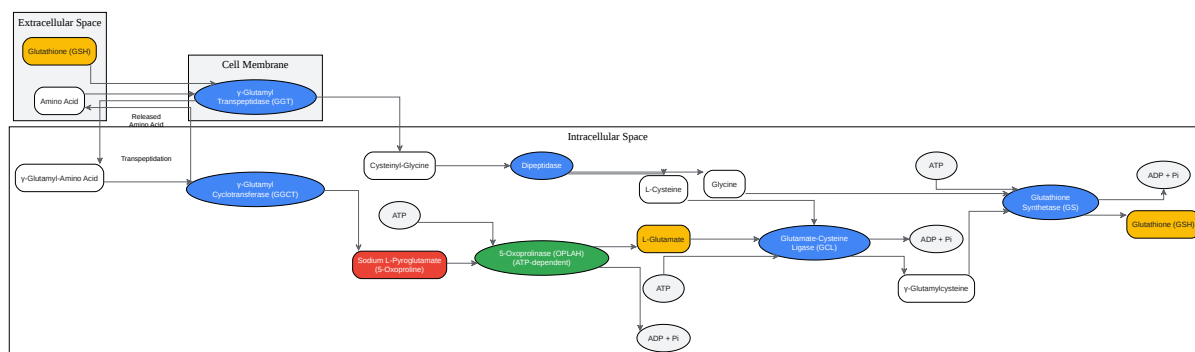 Extracellular Space
Glutathione (GSH)
Amino Acid
Cell Membrane
γ-Glutamyl
Transpeptidase (GGT)
Released
Amino Acid
Transpeptidation
Intracellular Space
γ-Glutamyl-Amino Acid
γ-Glutamyl
Cyclotransferase (GGCT)
Cysteinyl-Glycine
Dipeptidase
L-Cysteine
Glycine
ATP
Glutathione
Synthetase (GS)
ADP + Pi
Glutathione (GSH)
ATP
Sodium L-Pyroglutamate
(5-Oxoproline)
5-Oxoprolinase (OPLAH)
(ATP-dependent)
L-Glutamate
ATP
ADP + Pi
Glutamate-Cysteine
Ligase (GCL)
ADP + Pi
γ-Glutamylcysteine